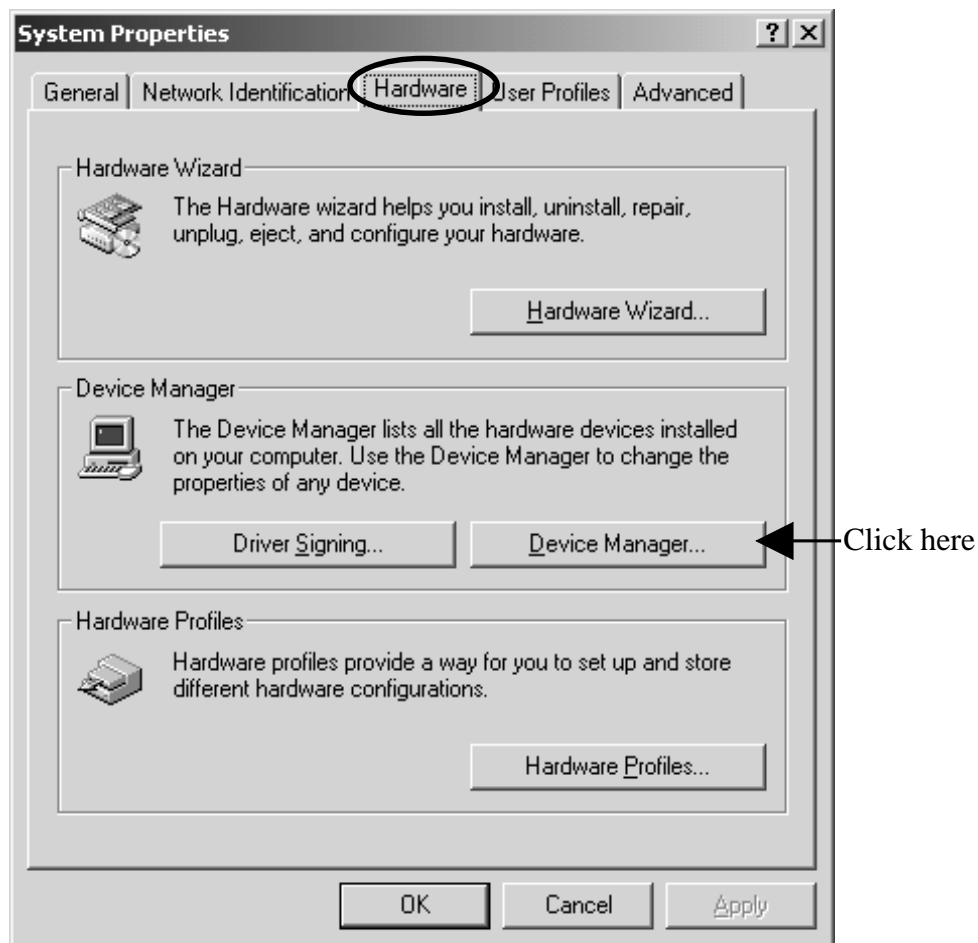 System Properties
General Network Identification Hardware User Profiles Advanced
Hardware Wizard
The Hardware wizard helps you install, uninstall, repair,
unplug, eject, and configure your hardware.
Hardware Wizard...
Device Manager
The Device Manager lists all the hardware devices installed
on your computer. Use the Device Manager to change the
properties of any device.
Driver Signing...
Device Manager...
Click here
Hardware Profiles
Hardware profiles provide a way for you to set up and store
different hardware configurations.
Hardware Profiles...
OK
Cancel
Apply